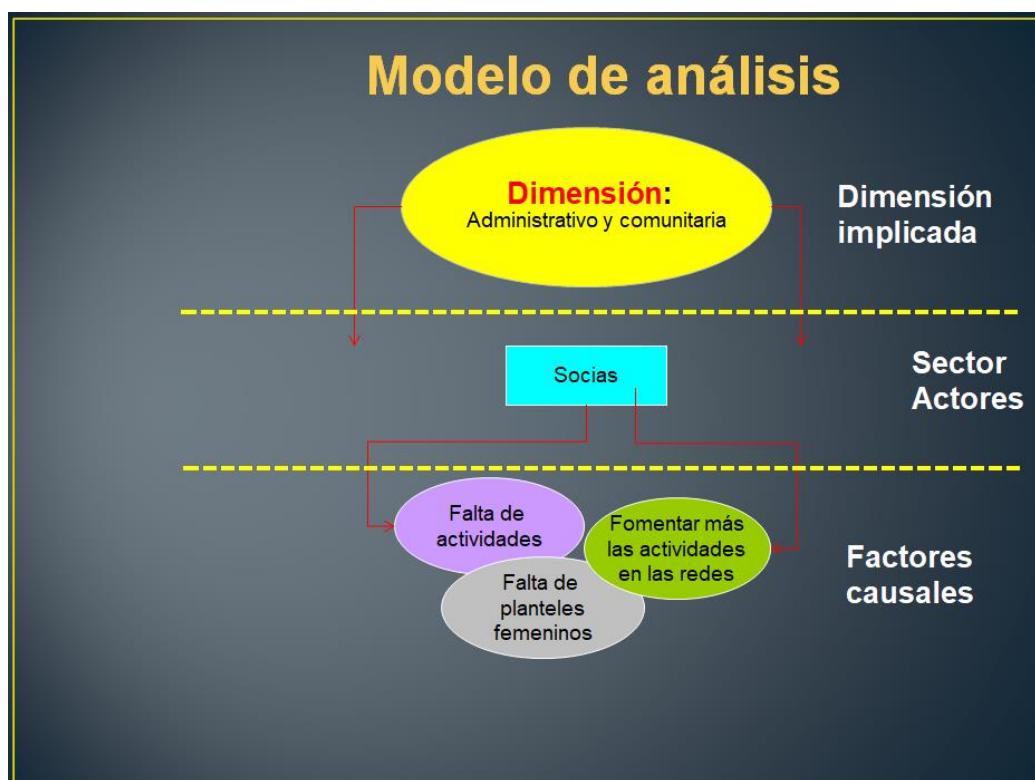 Modelo de análisis
Dimensión:
Administrativo y comunitaria
Dimensión
implicada
Socias
Sector
Actores
Falta de
actividades
Fomentar más
las actividades
en las redes
Falta de
planteles
femeninos
Factores
causales